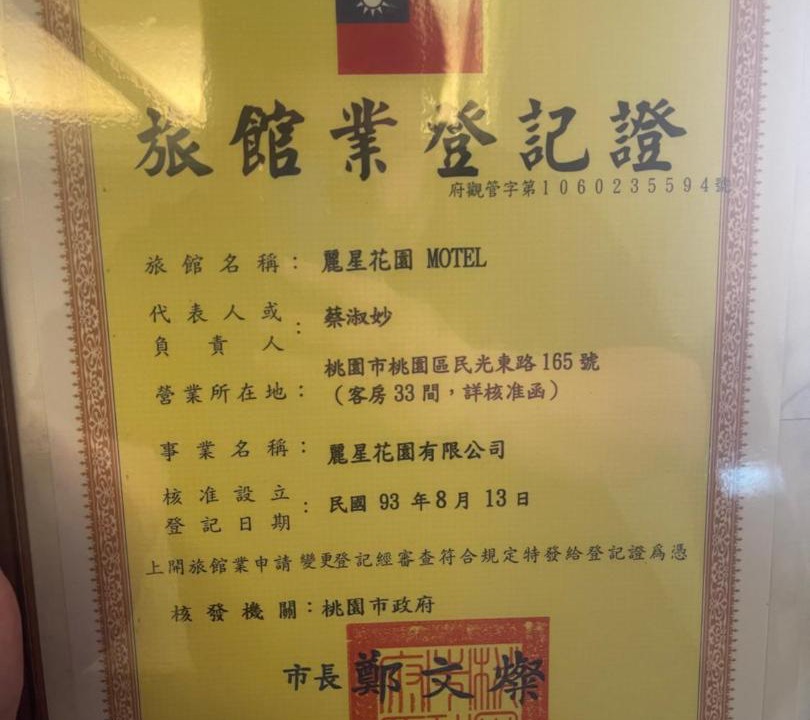 旅館業登記證
府觀管字第1060235594號
旅館名稱：麗星花園 MOTEL
代表人或
負責人：蔡淑妙
桃園市桃園區民光東路165號
營業所在地：（客房33間，詳核准函）
事業名稱：麗星花園有限公司
核准設立
登記日期：民國 93 年8月 13日
上開旅館業申請變更登記經審查符合規定特發給登記證爲憑
核發機關：桃園市政府
市長鄭文燦